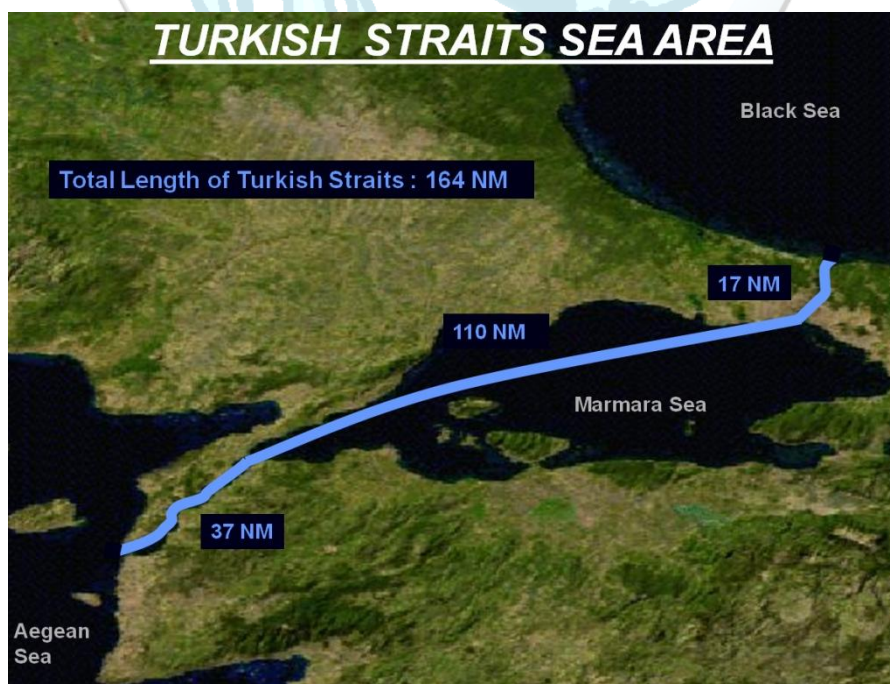 TURKISH STRAITS SEA AREA
Black Sea
Total Length of Turkish Straits : 164 NM
17 NM
110 NM
Marmara Sea
37 NM
Aegean
Sea